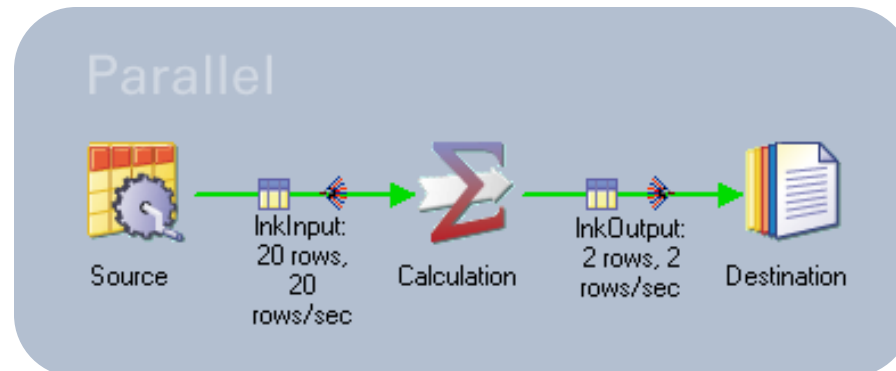 Parallel
lnkInput:
20 rows,
20
rows/sec
lnkOutput:
2 rows, 2
rows/sec
Source
Calculation
Destination